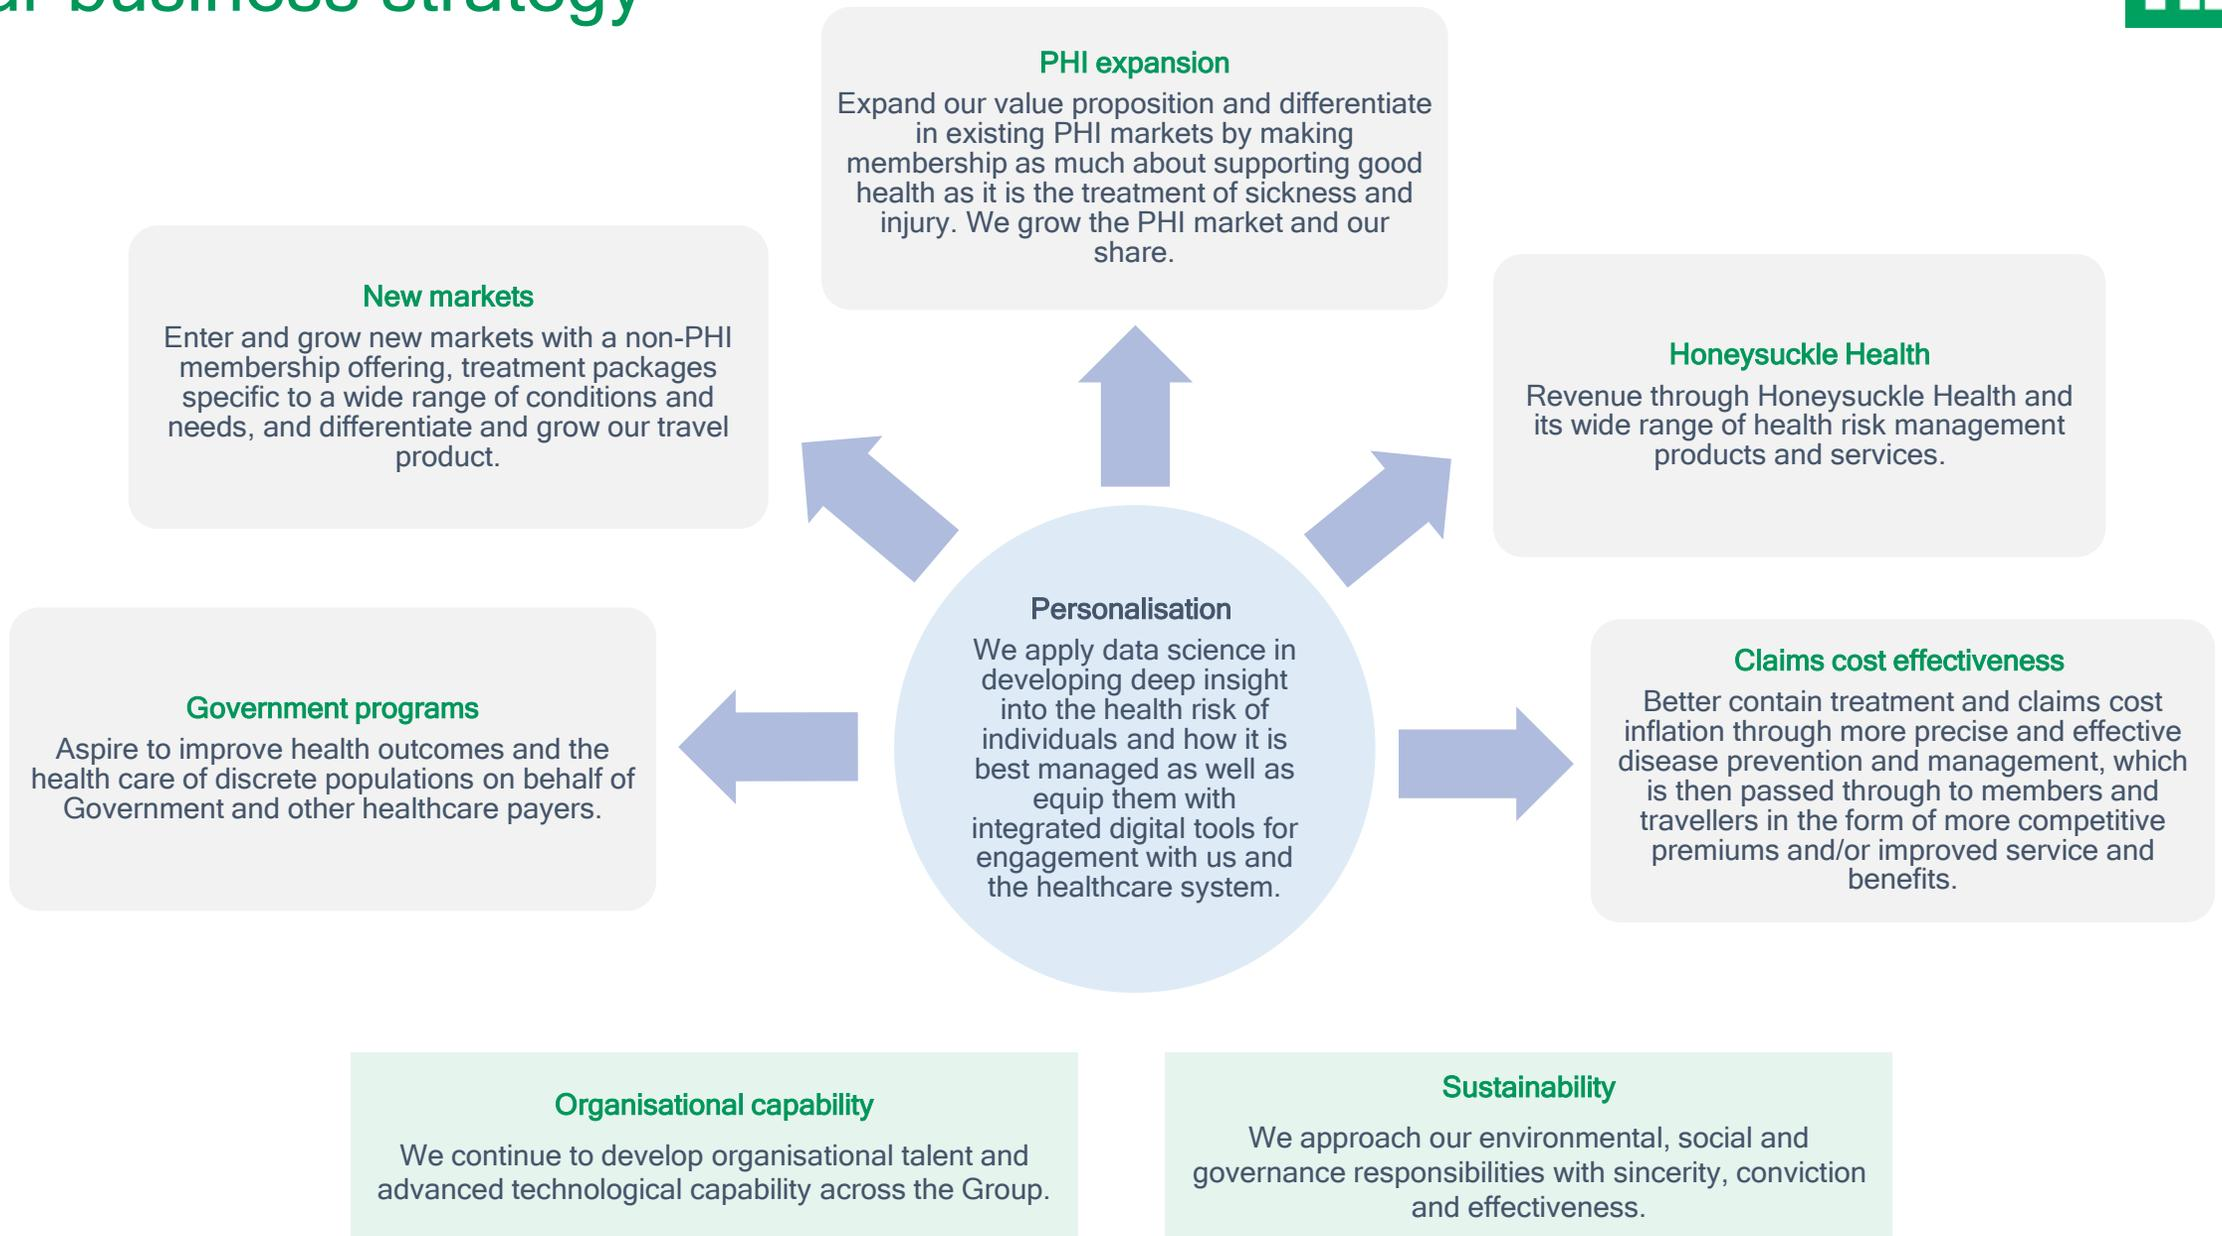 business strategy
PHI expansion
Expand our value proposition and differentiate
in existing PHI markets by making
membership as much about supporting good
health as it is the treatment of sickness and
injury. We grow the PHI market and our
share.
New markets
Enter and grow new markets with a non-PHI
membership offering, treatment packages
specific to a wide range of conditions and
needs, and differentiate and grow our travel
product.
Honeysuckle Health
Revenue through Honeysuckle Health and
its wide range of health risk management
products and services.
Government programs
Aspire to improve health outcomes and the
health care of discrete populations on behalf of
Government and other healthcare payers.
Personalisation
We apply data science in
developing deep insight
into the health risk of
individuals and how it is
best managed as well as
equip them with
integrated digital tools for
engagement with us and
the healthcare system.
Claims cost effectiveness
Better contain treatment and claims cost
inflation through more precise and effective
disease prevention and management, which
is then passed through to members and
travellers in the form of more competitive
premiums and/or improved service and
benefits.
Organisational capability
We continue to develop organisational talent and
advanced technological capability across the Group.
Sustainability
We approach our environmental, social and
governance responsibilities with sincerity, conviction
and effectiveness.